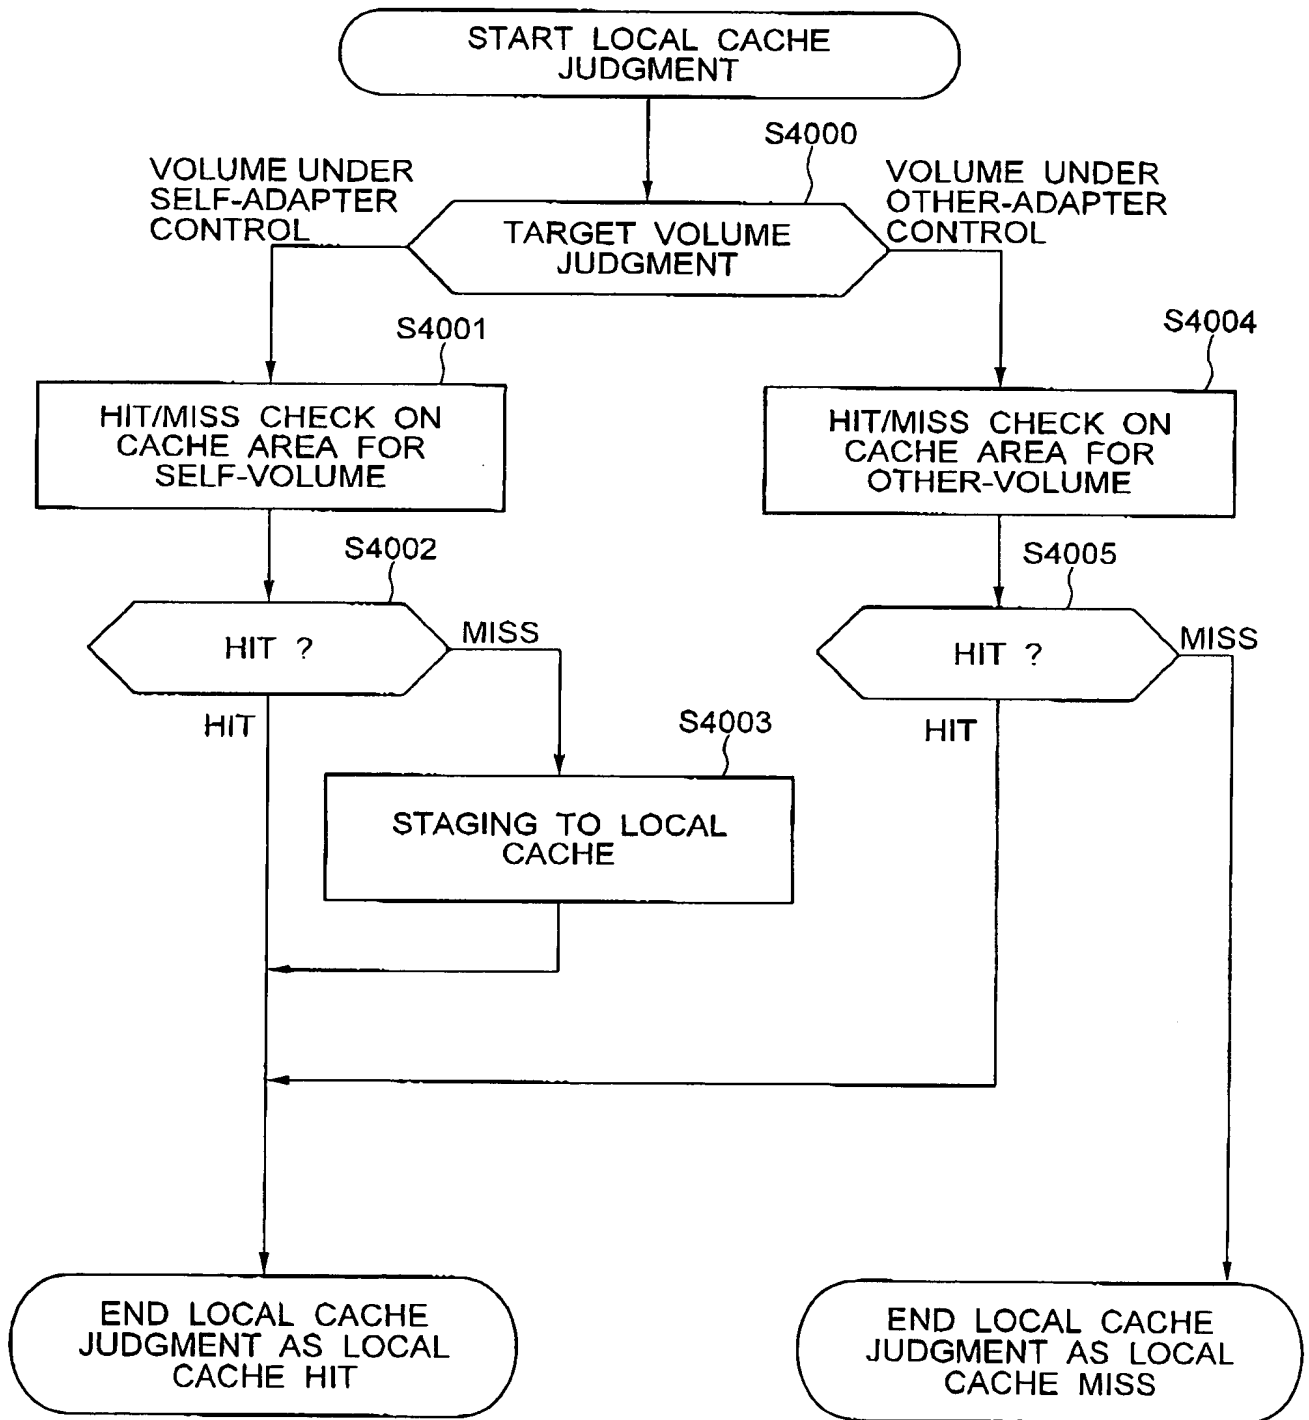 START LOCAL CACHE
JUDGMENT
S4000
VOLUME UNDER
SELF-ADAPTER
CONTROL
VOLUME UNDER
OTHER-ADAPTER
CONTROL
TARGET VOLUME
JUDGMENT
S4001
S4004
HIT/MISS CHECK ON
CACHE AREA FOR
SELF-VOLUME
HIT/MISS CHECK ON
CACHE AREA FOR
OTHER-VOLUME
S4002
S4005
HIT ?
MISS
HIT ?
MISS
HIT
S4003
HIT
STAGING TO LOCAL
CACHE
END LOCAL CACHE
JUDGMENT AS LOCAL
CACHE HIT
END LOCAL CACHE
JUDGMENT AS LOCAL
CACHE MISS